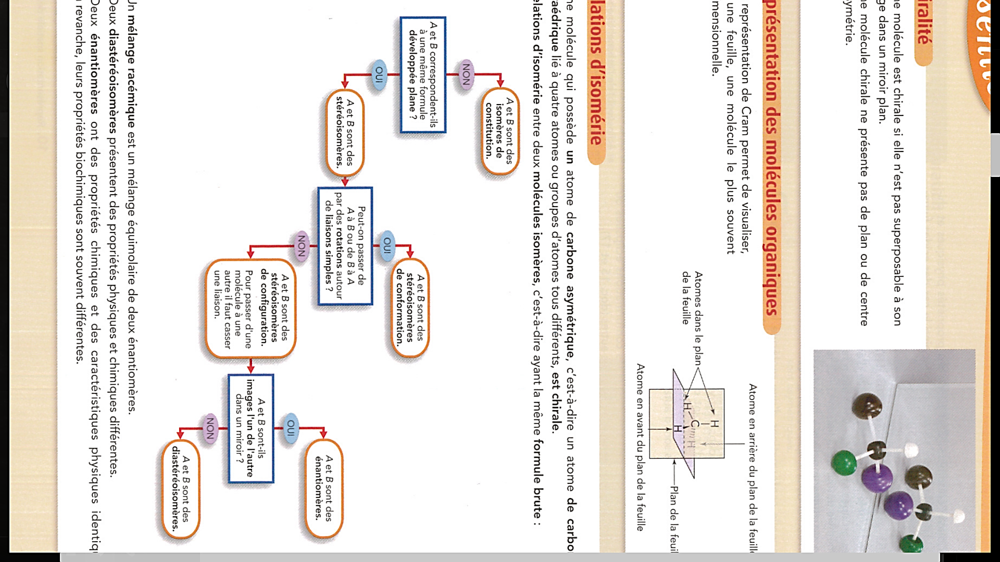 sentie
iralité
ne molécule est chirale si elle n'est pas superposable à son
ge dans un miroir plan.
ne molécule chirale ne présente pas de plan ou de centre
ymétrie.
présentation des molécules organiques
représentation de Cram permet de visualiser,
une feuille, une molécule le plus souvent
mensionnelle.
Atome en arrière du plan de la feuille
Atomes dans le plan
de la feuille
H
H
C
H
H
Plan de la feuil
Atome en avant du plan de la feuille
lations d'isomérie
ne molécule qui possède un atome de carbone asymétrique, c'est-à-dire un atome de carbo
raédrique lié à quatre atomes ou groupes d'atomes tous différents, est chirale.
elations d'isomérie entre deux molécules isomères, c'est-à-dire ayant la même formule brute :
A et B sont des
isomères de
constitution.
NON
A et B correspondent-ils
à une même formule
développée plane ?
OUI
A et B sont des
stéréoisomères.
A et B sont des
stéréoisomères
de conformation.
OUI
Peut-on passer de
A à B ou de B à A
par des rotations autour
de liaisons simples ?
NON
A et B sont des
stéréoisomères
de configuration.
Pour passer d'une
molécule à une
autre il faut casser
une liaison.
A et B sont des
énantiomères.
OUI
A et B sont-ils
images l'un de l'autre
dans un miroir ?
NON
A et B sont des
diastéréoisomères.
Un mélange racémique est un mélange équimolaire de deux énantiomères.
Deux diastéréoisomères présentent des propriétés physiques et chimiques différentes.
Deux énantiomères ont des propriétés chimiques et des caractéristiques physiques identiq
revanche, leurs propriétés biochimiques sont souvent différentes.